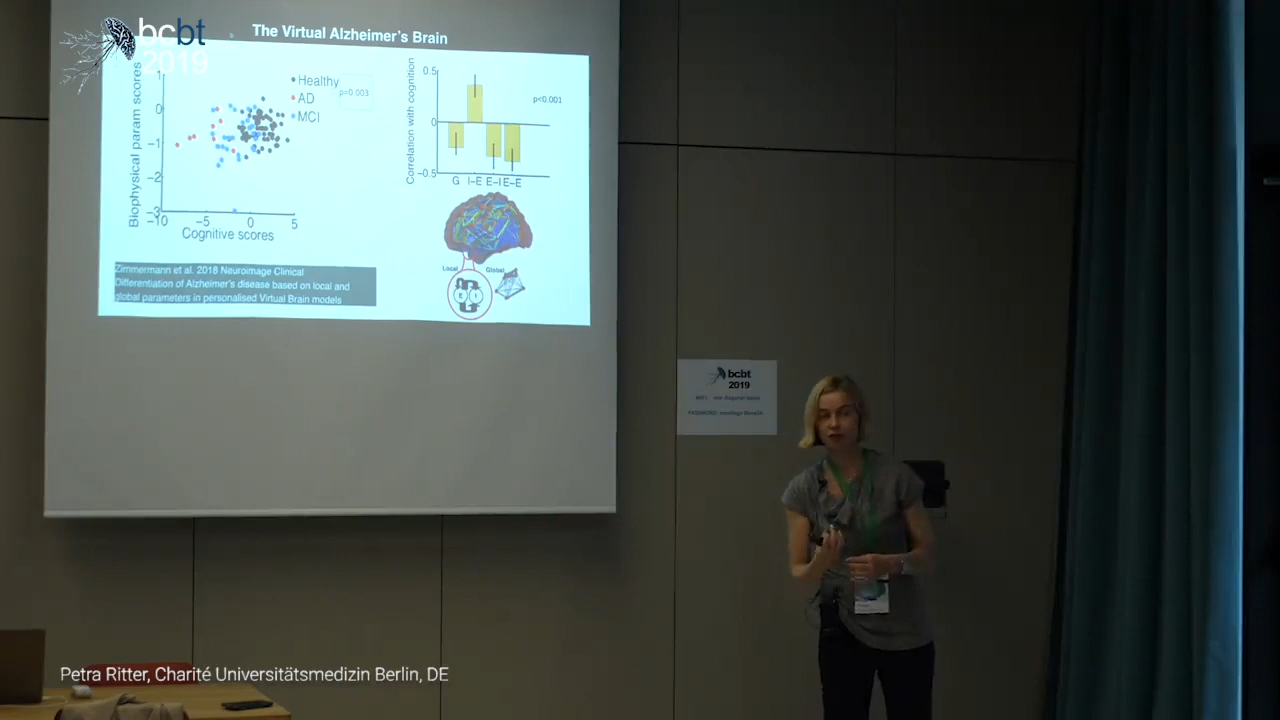 bcbt
2019
The Virtual Alzheimer's Brain
Biophysical param scores
1
0
−1
−2
−3
−10
−5
0
5
Cognitive scores
Healthy
AD
MCI
p=0.003
Correlation with cognition
0.5
0
−0.5
p<0.001
G I−E E−I E−E
Local
Global
E
I
Zimmermann et al. 2018 Neuroimage Clinical
Differentiation of Alzheimer's disease based on local and
global parameters in personalised Virtual Brain models
bcbt
2019
Petra Ritter, Charité Universitätsmedizin Berlin, DE